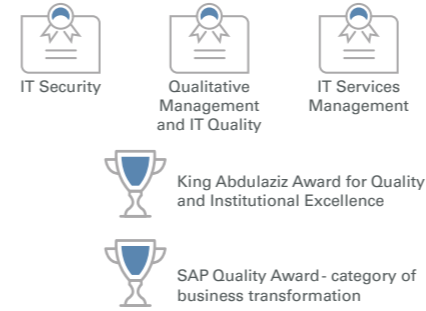 IT Security
Qualitative
Management
and IT Quality
IT Services
Management
King Abdulaziz Award for Quality
and Institutional Excellence
SAP Quality Award - category of
business transformation